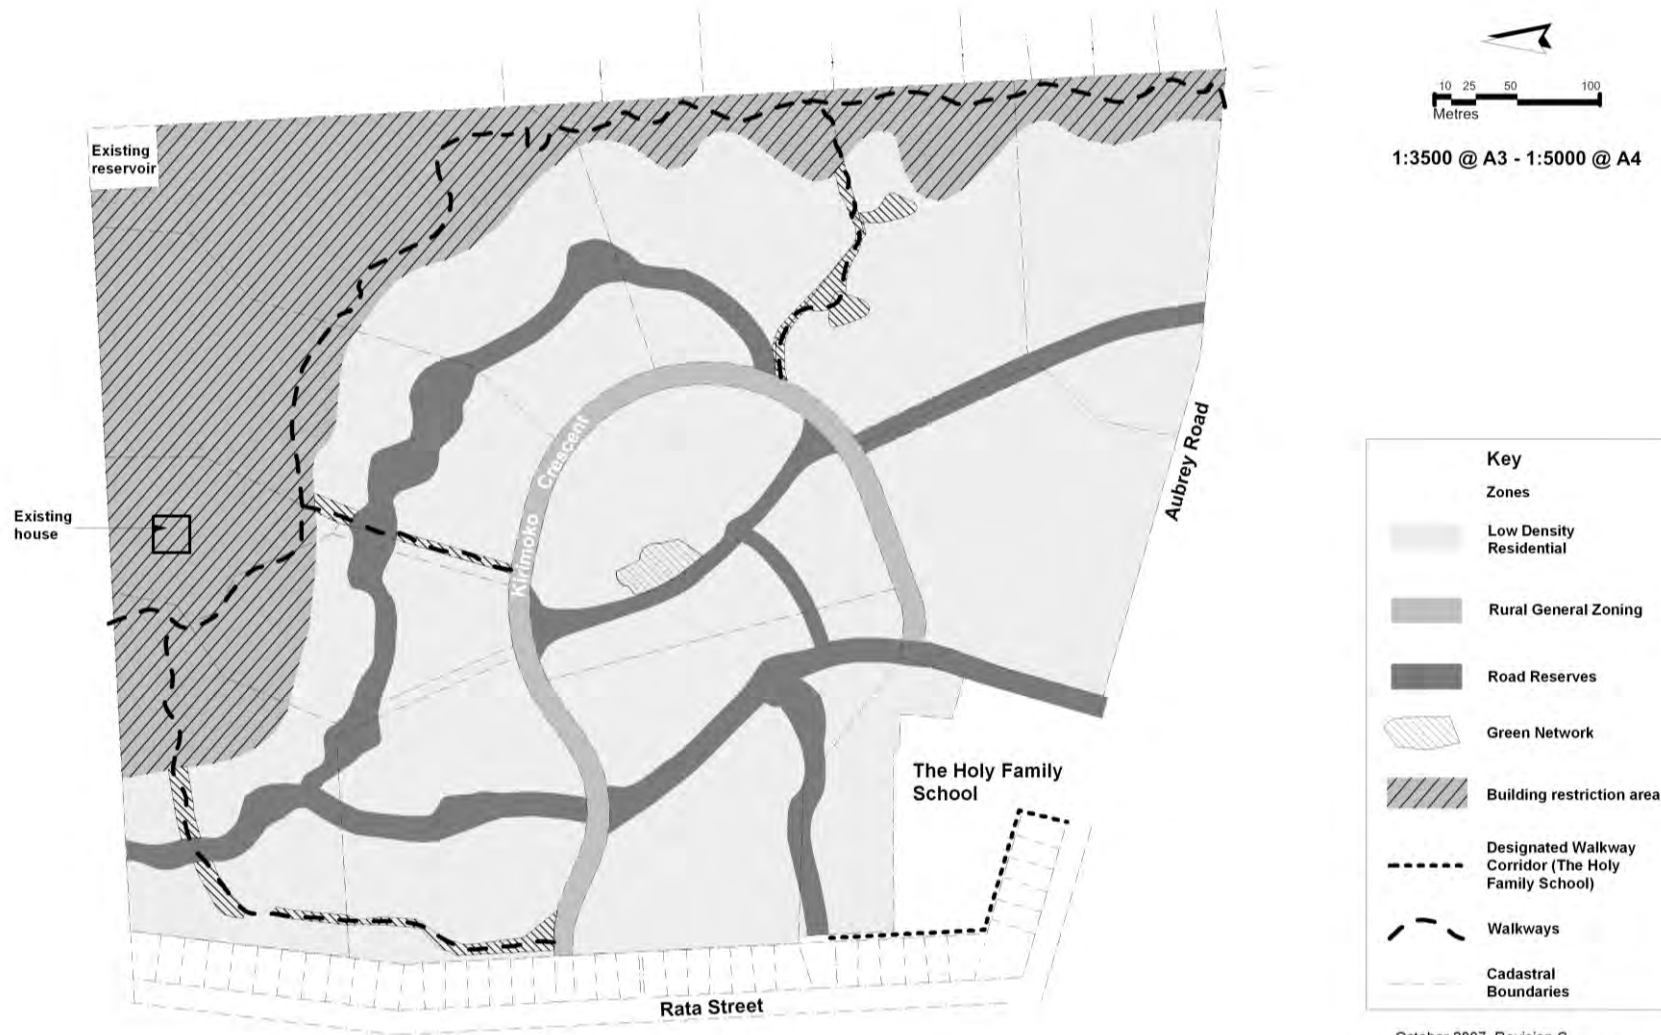 Existing
reservoir
10 25 50 100
Metres
1:3500 @ A3 - 1:5000 @ A4
Kirimoko Crescent
Aubrey Road
Existing
house
The Holy Family
School
Rata Street
Key
Zones
Low Density
Residential
Rural General Zoning
Road Reserves
Green Network
Building restriction area
Designated Walkway
Corridor (The Holy
Family School)
Walkways
Cadastral
Boundaries